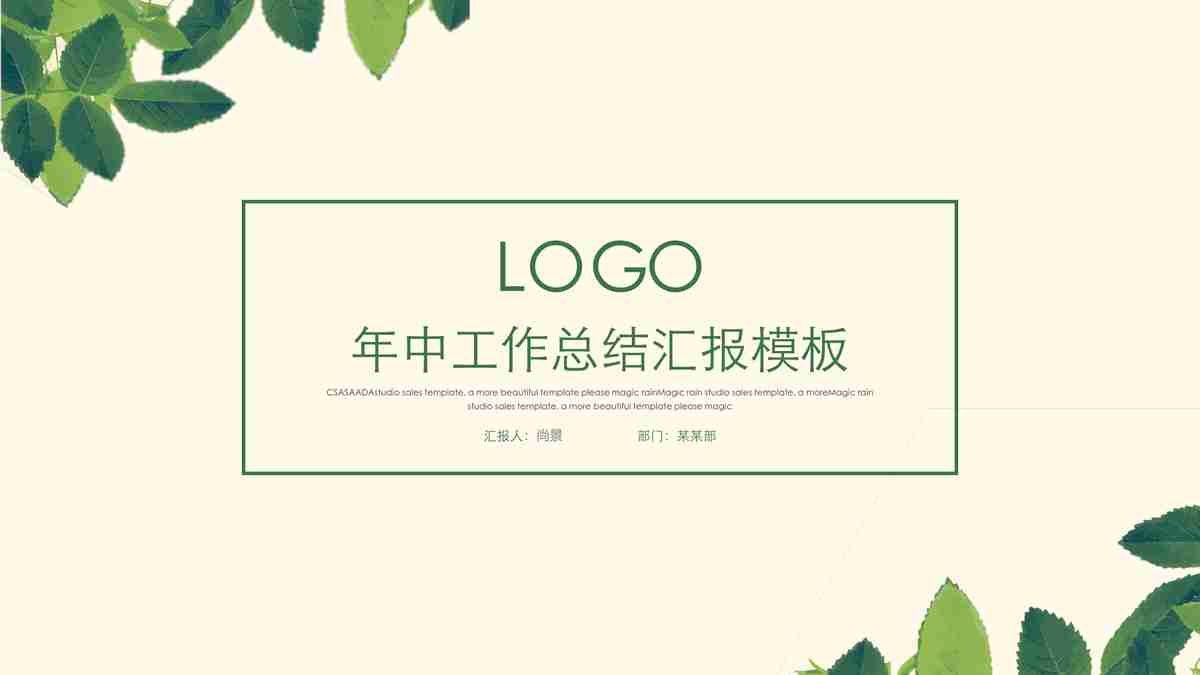 LOGO
年中工作总结汇报模板
CSASAADAstudio sales template, a more beautiful template please magic rainMagic rain studio sales template, a moreMagic rain
studio sales template, a more beautiful template please magic
汇报人：尚景 部门：某某部